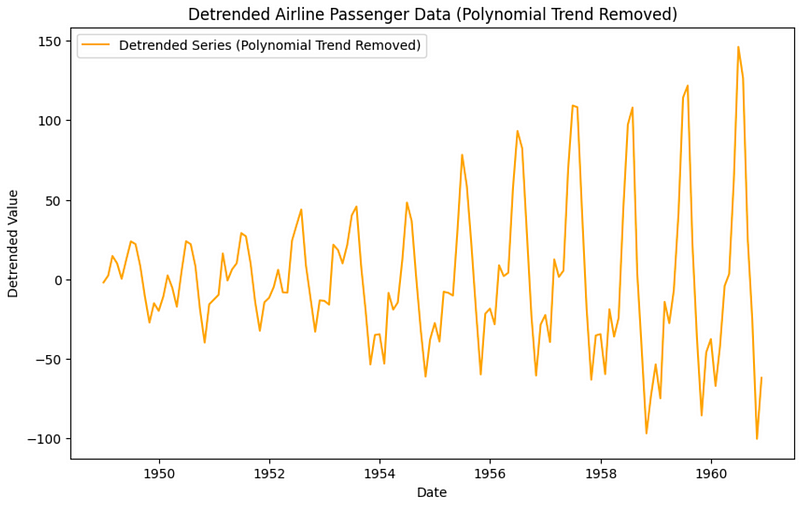 Detrended Airline Passenger Data (Polynomial Trend Removed)
Detrended Series (Polynomial Trend Removed)
150
100
50
0
−50
−100
Detrended Value
1950 1952 1954 1956 1958 1960
Date